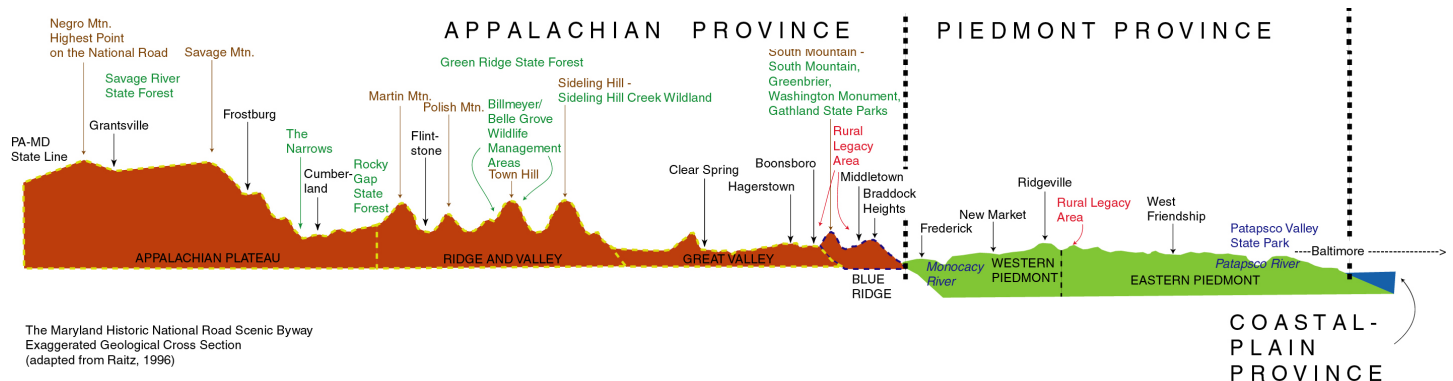 APPALACHIAN PROVINCE
PIEDMONT PROVINCE
Negro Mtn.
Highest Point
on the National Road
Savage Mtn.
Savage River
State Forest
Grantsville
PA-MD
State Line
Frostburg
The
Narrows
Cumber-
land
Rocky
Gap
State
Forest
Martin Mtn.
Flint-
stone
Polish Mtn.
Green Ridge State Forest
Billmeyer/
Belle Grove
Wildlife
Management
Areas
Town Hill
Sideling Hill -
Sideling Hill Creek Wildland
Clear Spring
Hagerstown
Boonsboro
South Mountain -
South Mountain,
Greenbrier,
Washington Monument,
Gathland State Parks
Rural
Legacy
Area
Middletown
Braddock
Heights
Frederick
New Market
Ridgeville
Rural Legacy
Area
West
Friendship
Patapsco Valley
State Park
Baltimore
Monocacy
River
Patapsco River
APPALACHIAN PLATEAU
RIDGE AND VALLEY
GREAT VALLEY
BLUE
RIDGE
WESTERN
PIEDMONT
EASTERN PIEDMONT
COASTAL-
PLAIN
PROVINCE
The Maryland Historic National Road Scenic Byway
Exaggerated Geological Cross Section
(adapted from Raitz, 1996)